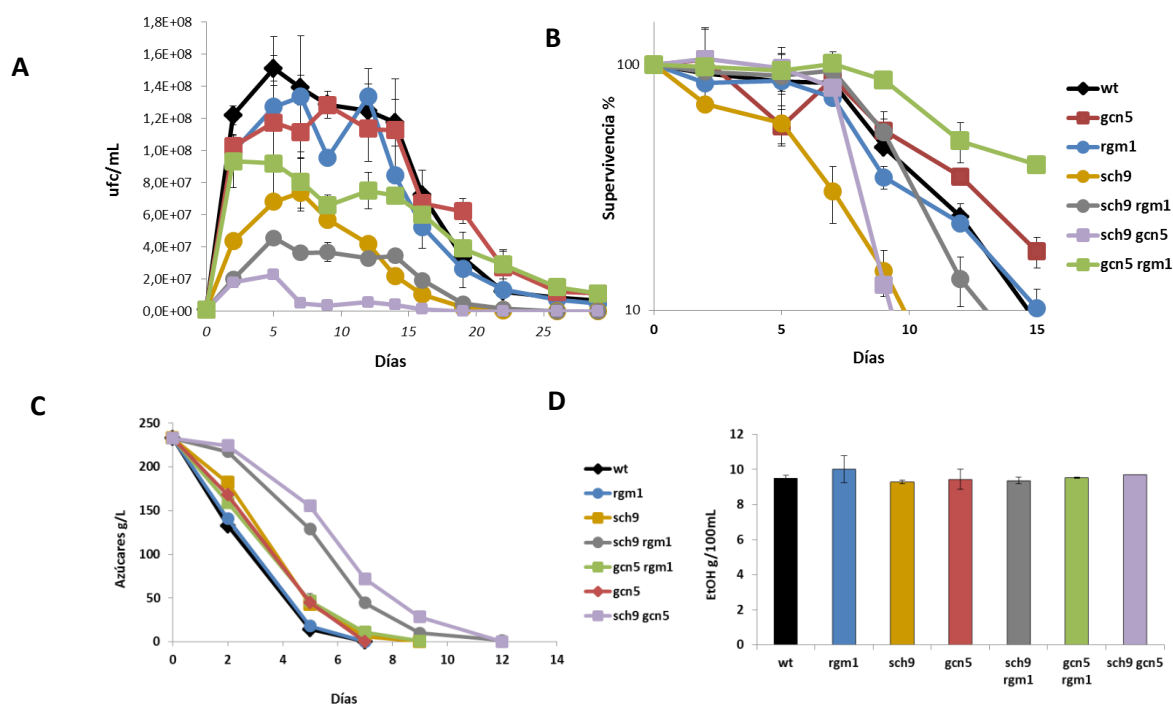 A
1,8E+08
1,6E+08
1,4E+08
1,2E+08
1,0E+08
8,0E+07
6,0E+07
4,0E+07
2,0E+07
0,0E+00
ufc/mL
0 5 10 15 20 25
Días
B
100
10
Supervivencia %
0 5 10 15
Días
wt
gcn5
rgm1
sch9
sch9 rgm1
sch9 gcn5
gcn5 rgm1
C
250
200
150
100
50
0
Azúcares g/L
0 2 4 6 8 10 12 14
Días
wt
rgm1
sch9
sch9 rgm1
gcn5 rgm1
gcn5
sch9 gcn5
D
12
10
8
6
4
2
0
EtOH g/100mL
wt rgm1 sch9 gcn5 sch9 gcn5 sch9 gcn5
rgm1 rgm1